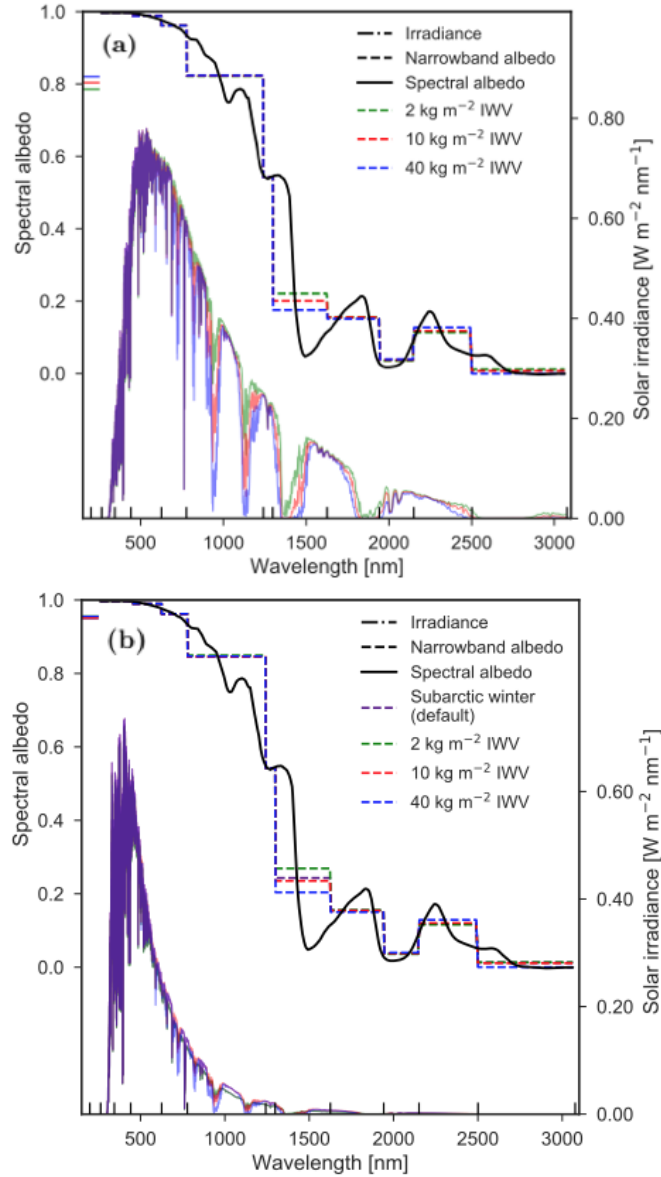 (a)
Irradiance
Narrowband albedo
Spectral albedo
2 kg m⁻² IWV
10 kg m⁻² IWV
40 kg m⁻² IWV
1.0
0.8
0.6
0.4
0.2
0.0
Spectral albedo
0.80
0.60
0.40
0.20
0.00
Solar irradiance [W m⁻² nm⁻¹]
500 1000 1500 2000 2500 3000
Wavelength [nm]
(b)
Irradiance
Narrowband albedo
Spectral albedo
Subarctic winter
(default)
2 kg m⁻² IWV
10 kg m⁻² IWV
40 kg m⁻² IWV
1.0
0.8
0.6
0.4
0.2
0.0
Spectral albedo
0.60
0.40
0.20
0.00
Solar irradiance [W m⁻² nm⁻¹]
500 1000 1500 2000 2500 3000
Wavelength [nm]